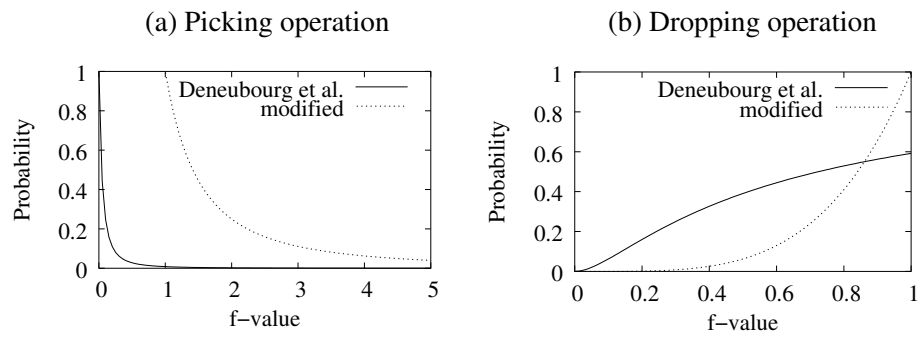 (a) Picking operation
1
0.8
0.6
0.4
0.2
0
0 1 2 3 4 5
Probability
f−value
Deneubourg et al.
modified
(b) Dropping operation
1
0.8
0.6
0.4
0.2
0
0 0.2 0.4 0.6 0.8 1
Probability
f−value
Deneubourg et al.
modified